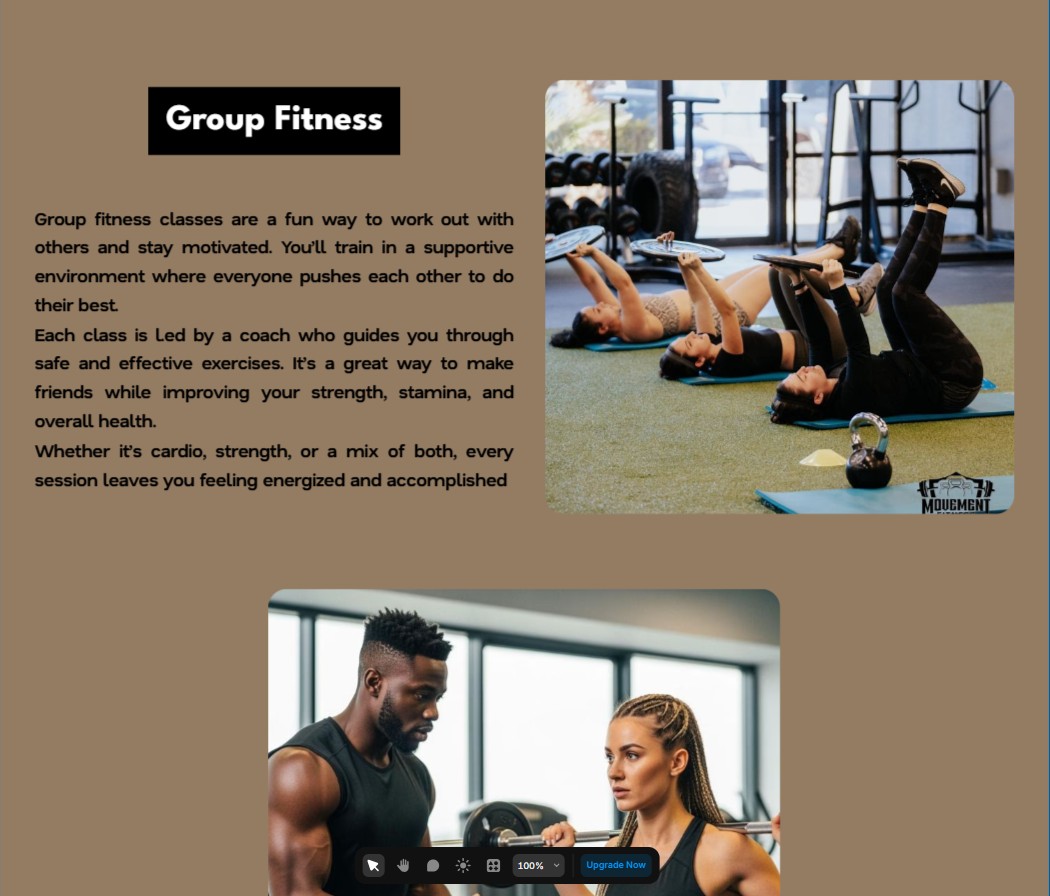 Group Fitness
Group fitness classes are a fun way to work out with
others and stay motivated. You'll train in a supportive
environment where everyone pushes each other to do
their best.
Each class is Led by a coach who guides you through
safe and effective exercises. It's a great way to make
friends while improving your strength, stamina, and
overall health.
Whether it's cardio, strength, or a mix of both, every
session leaves you feeling energized and accomplished
MOVEMENT
100%
Upgrade Now